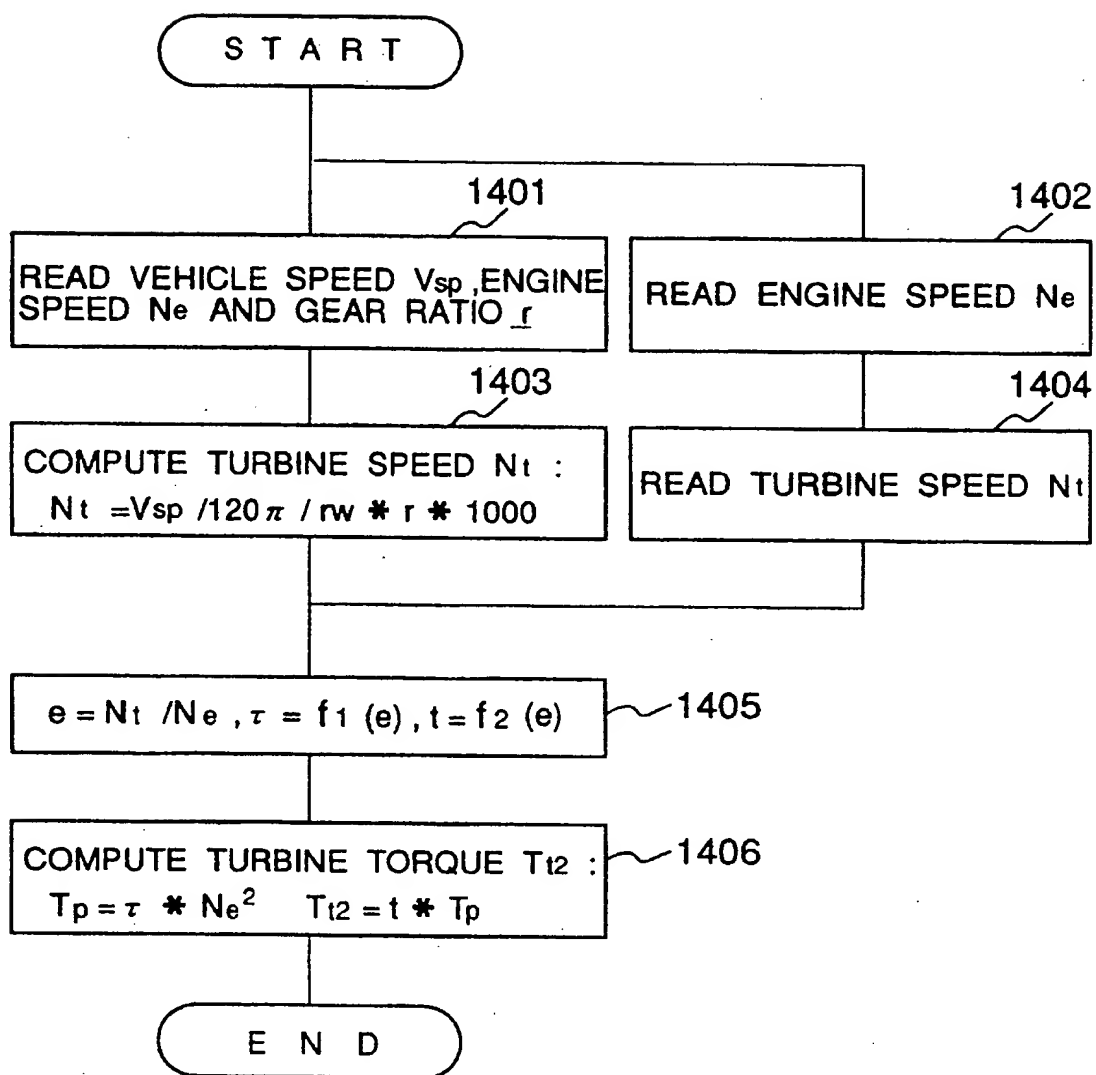 START
1401
1402
READ VEHICLE SPEED Vsp, ENGINE
SPEED Ne AND GEAR RATIO r
READ ENGINE SPEED Ne
1403
1404
COMPUTE TURBINE SPEED Nt :
Nt =Vsp /120π / rw * r * 1000
READ TURBINE SPEED Nt
e = Nt /Ne , τ = f1 (e) , t = f2 (e)
1405
COMPUTE TURBINE TORQUE Tt2 :
1406
Tp = τ * Ne² Tt2 = t * Tp
END